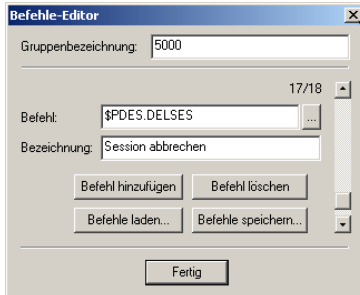 Befehle-Editor
Gruppenbezeichnung: 5000
17/18
Befehl: $PDES.DELSES ...
Bezeichnung: Session abbrechen
Befehl hinzufügen Befehl löschen
Befehle laden... Befehle speichern...
Fertig